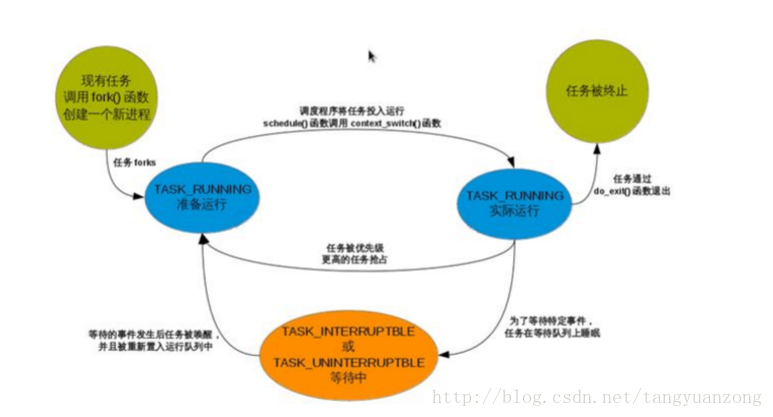 现有任务
调用 fork() 函数
创建一个新进程
任务 forks
调度程序将任务投入运行
schedule() 函数调用 context_switch() 函数
任务被终止
TASK_RUNNING
准备运行
TASK_RUNNING
实际运行
任务通过
do_exit() 函数退出
任务被优先级
更高的任务抢占
等待的事件发生后任务被唤醒，
并且被重新置入运行队列中
TASK_INTERRUPTBLE
或
TASK_UNINTERRUPTBLE
等待中
为了等待特定事件，
任务在等待队列上睡眠
http://blog.csdn.net/tangyuanzong